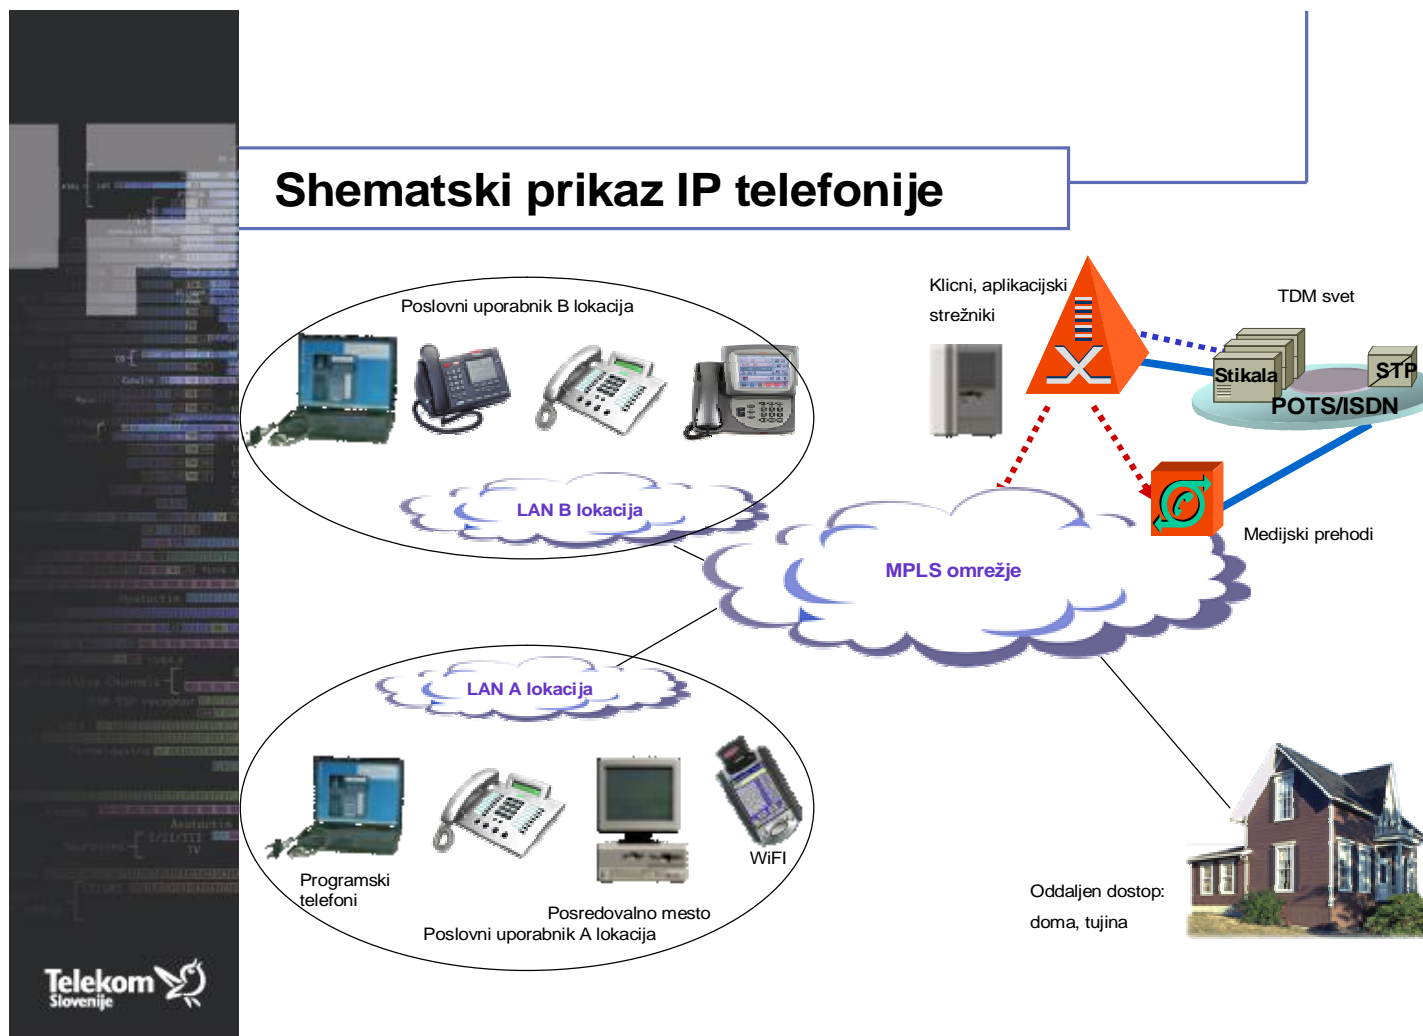 Shematski prikaz IP telefonije
Poslovni uporabnik B lokacija
LAN B lokacija
Klicni, aplikacijski
strežniki
TDM svet
Stikala
STP
POTS/ISDN
Medijski prehodi
MPLS omrežje
LAN A lokacija
Programski
telefoni
Posredovalno mesto
WiFI
Poslovni uporabnik A lokacija
Oddaljen dostop:
doma, tujina
Telekom
Slovenije